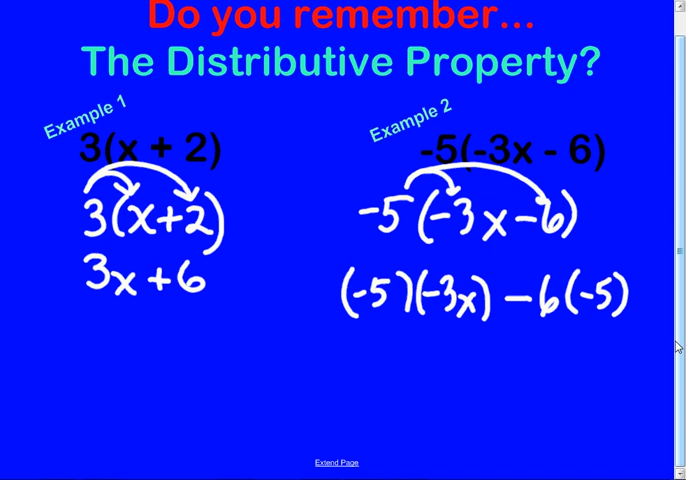 Do you remember...
The Distributive Property?
Example 1
3(x + 2)
3(x+2)
3x+6
Example 2
-5(-3x - 6)
-5(-3x-6)
(-5)(-3x)-6(-5)
Extend Page